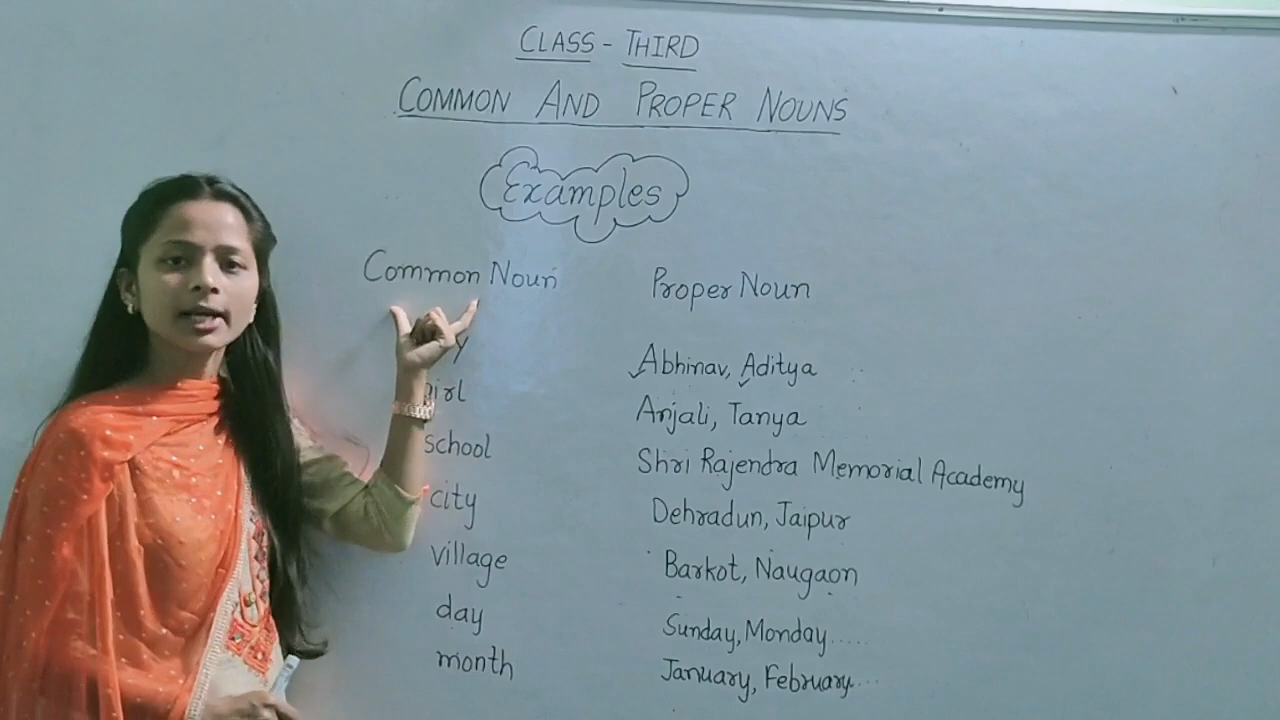 CLASS - THIRD
COMMON AND PROPER NOUNS
Examples
Common Noun Proper Noun
Abhinav, Aditya
girl Anjali, Tanya
school Shri Rajendra Memorial Academy
city Dehradun, Jaipur
village Barkot, Naugaon
day Sunday, Monday.....
month January, February...